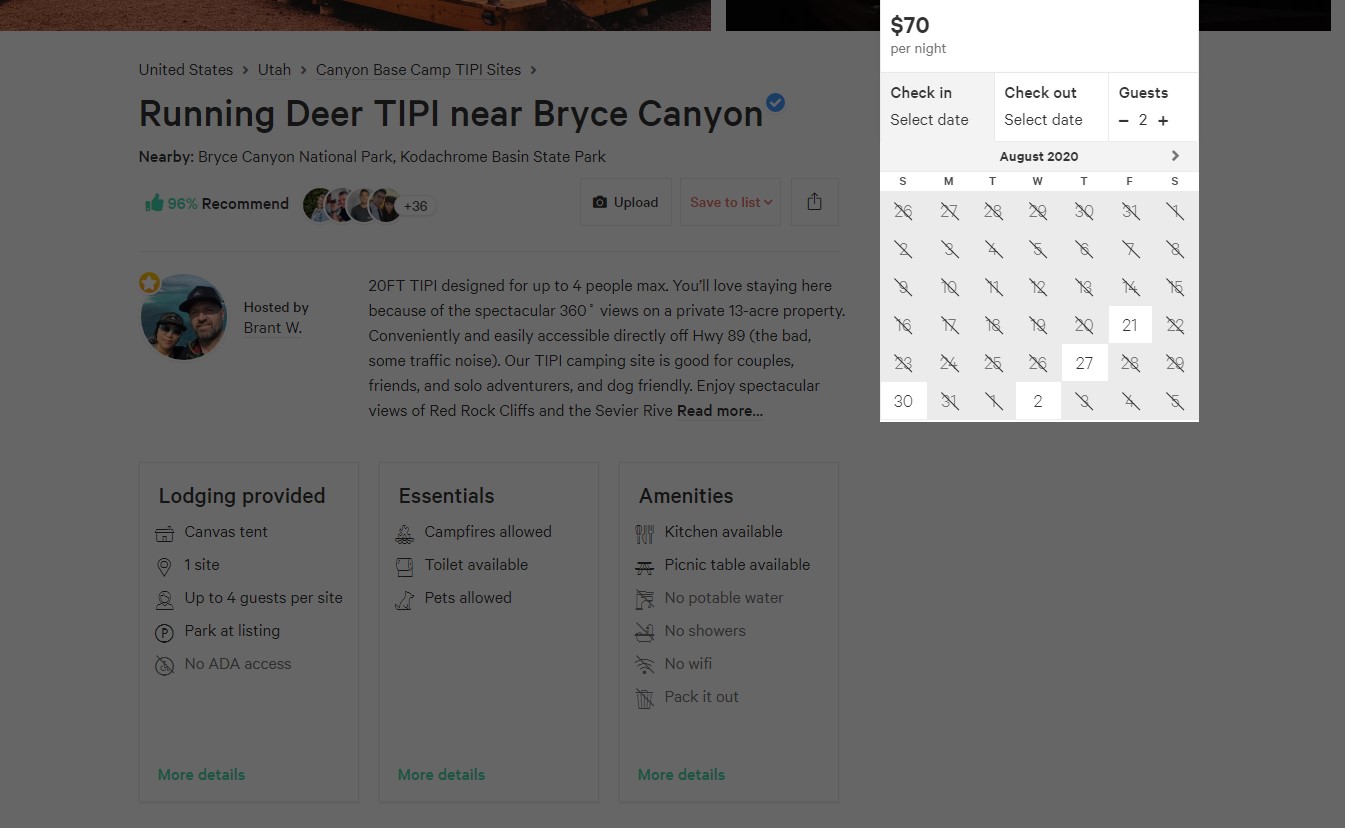 $70
per night
Check in
Check out
Guests
Select date
Select date
– 2 +
August 2020
S M T W T F S
26 27 28 29 30 31 1
2 3 4 5 6 7 8
9 10 11 12 13 14 15
16 17 18 19 20 21 22
23 24 25 26 27 28 29
30 31 1 2 3 4 5
United States > Utah > Canyon Base Camp TIPI Sites >
Running Deer TIPI near Bryce Canyon
Nearby: Bryce Canyon National Park, Kodachrome Basin State Park
96% Recommend
+36
Upload
Save to list
Hosted by
Brant W.
20FT TIPI designed for up to 4 people max. You’ll love staying here
because of the spectacular 360˚ views on a private 13-acre property.
Conveniently and easily accessible directly off Hwy 89 (the bad,
some traffic noise). Our TIPI camping site is good for couples,
friends, and solo adventurers, and dog friendly. Enjoy spectacular
views of Red Rock Cliffs and the Sevier Rive Read more...
Lodging provided
Canvas tent
1 site
Up to 4 guests per site
P Park at listing
No ADA access
More details
Essentials
Campfires allowed
Toilet available
Pets allowed
More details
Amenities
Kitchen available
Picnic table available
No potable water
No showers
No wifi
Pack it out
More details